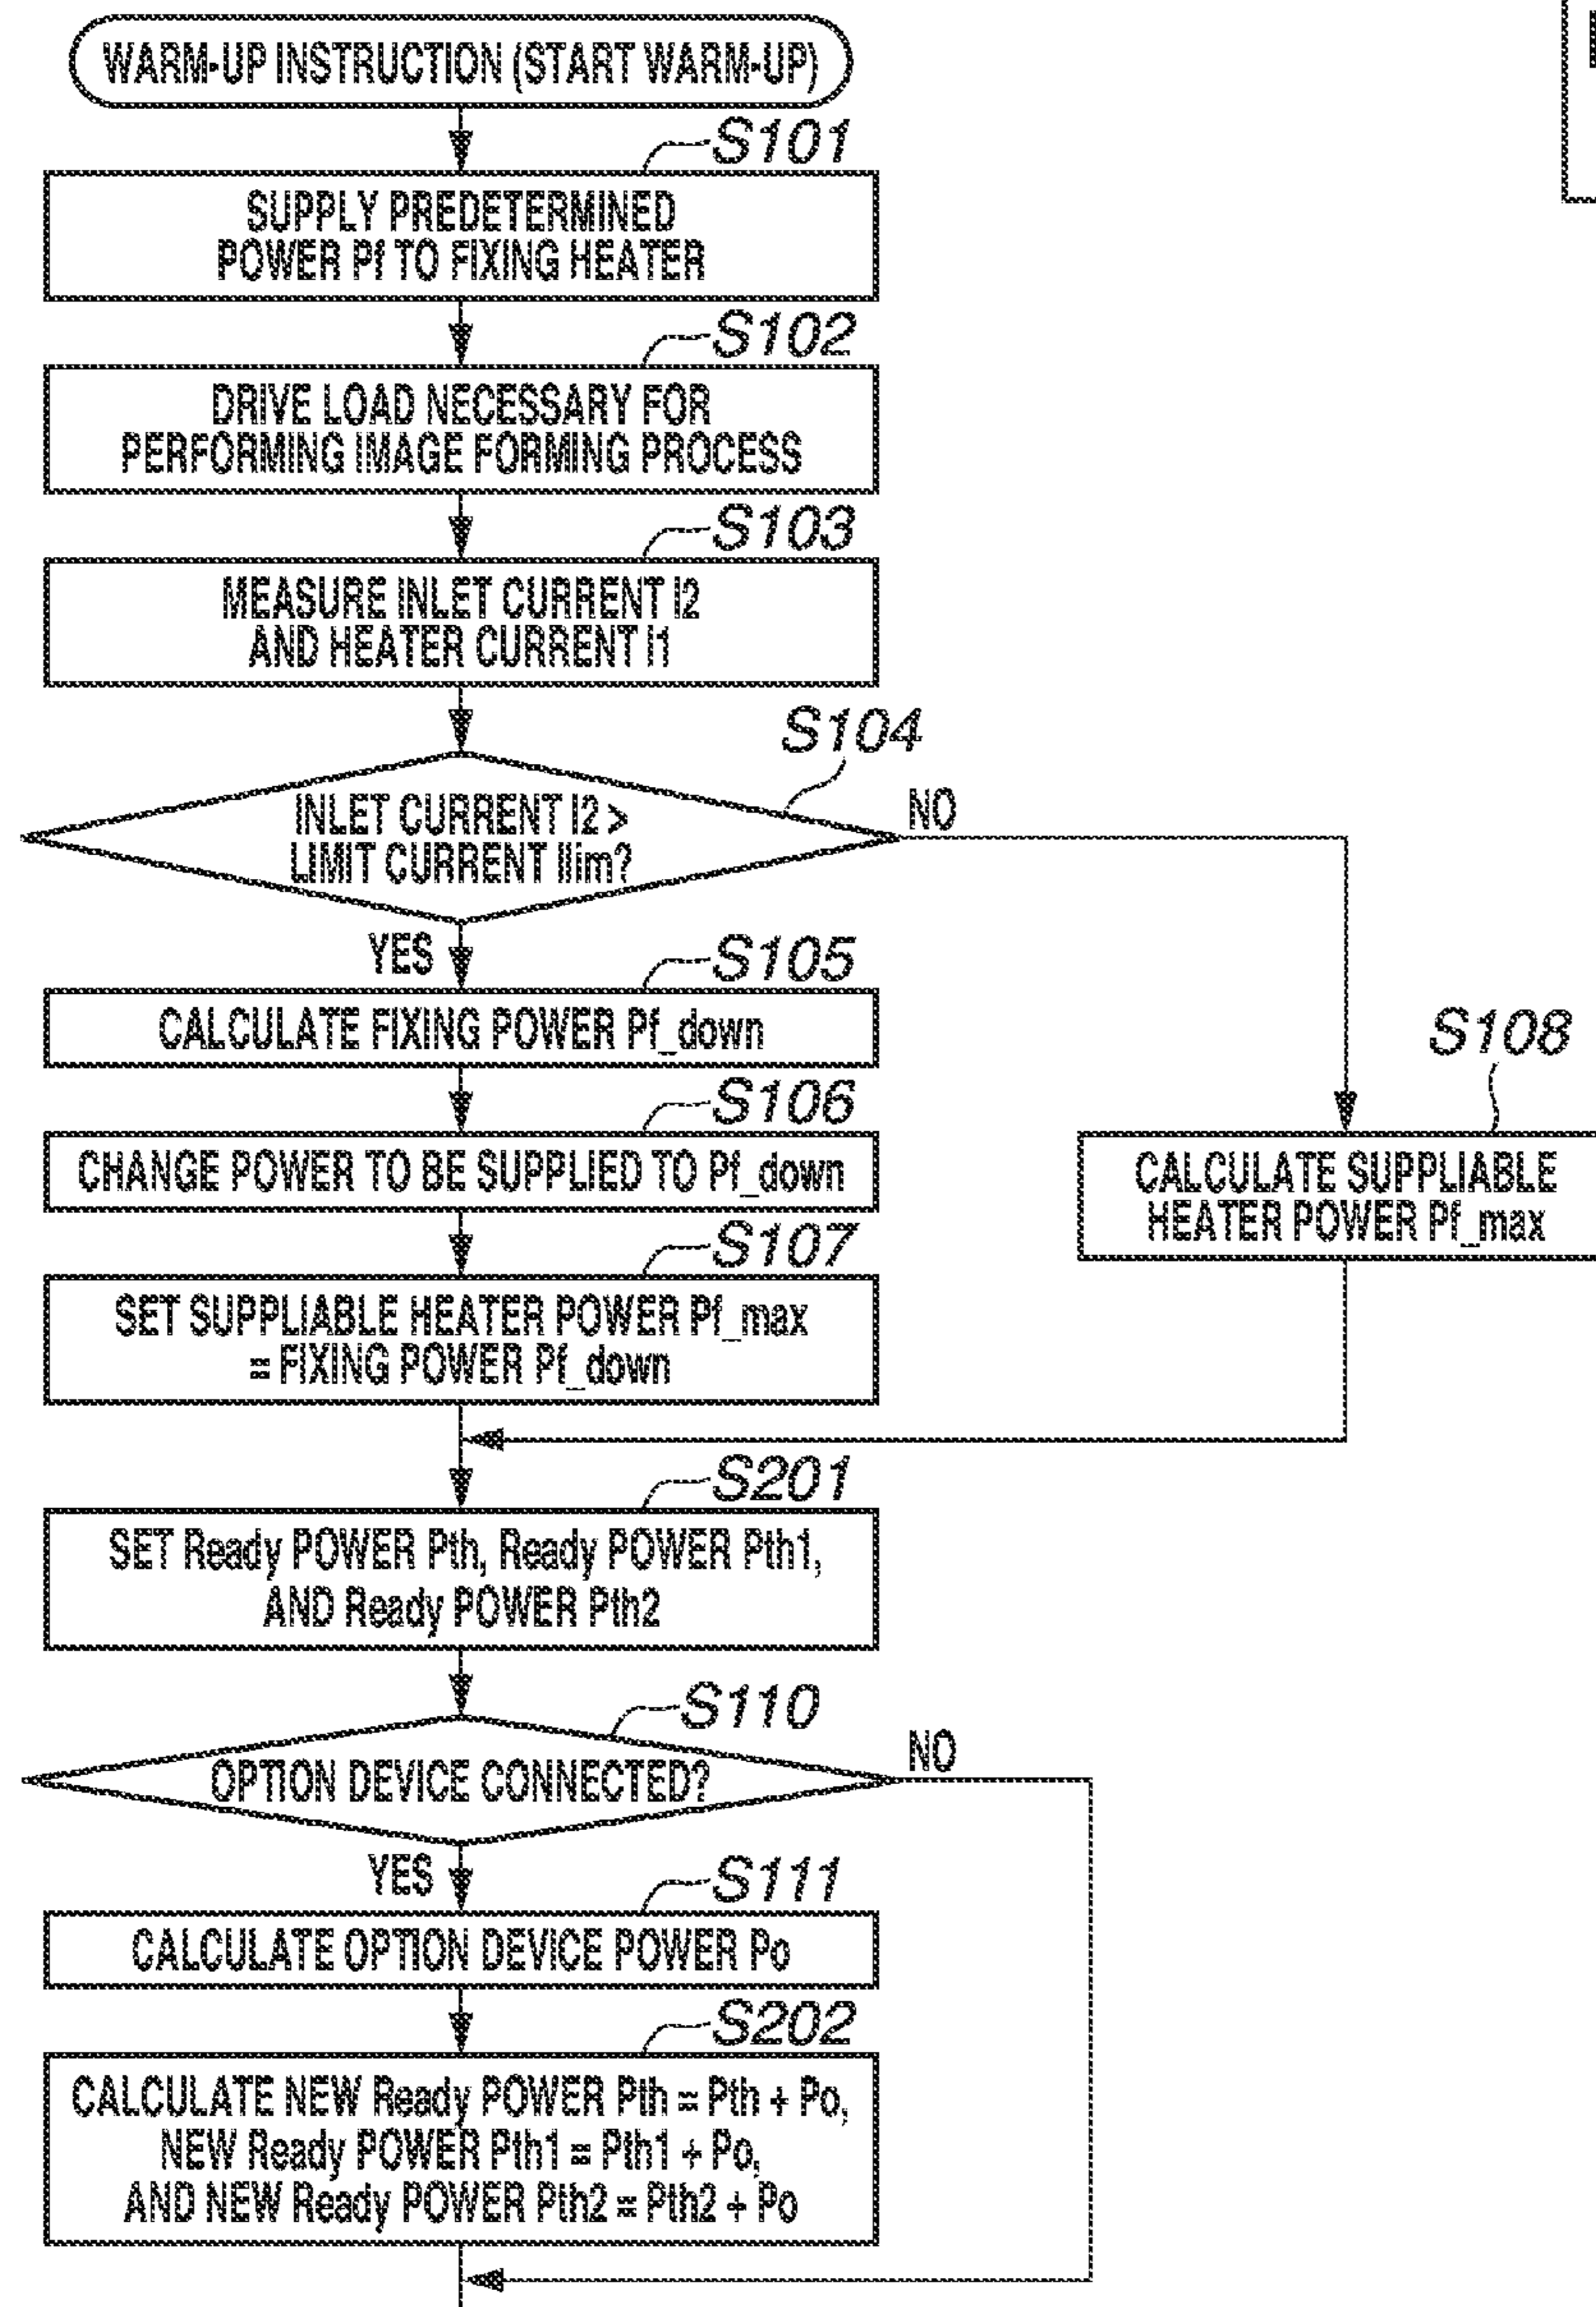 WARM-UP INSTRUCTION (START WARM-UP)
S101
SUPPLY PREDETERMINED
POWER Pf TO FIXING HEATER
S102
DRIVE LOAD NECESSARY FOR
PERFORMING IMAGE FORMING PROCESS
S103
MEASURE INLET CURRENT I2
AND HEATER CURRENT I1
S104
INLET CURRENT I2 >
LIMIT CURRENT Ilim?
NO
YES
S105
CALCULATE FIXING POWER Pf_down
S106
CHANGE POWER TO BE SUPPLIED TO Pf_down
S108
CALCULATE SUPPLIABLE
HEATER POWER Pf_max
S107
SET SUPPLIABLE HEATER POWER Pf_max
= FIXING POWER Pf_down
S201
SET Ready POWER Pth, Ready POWER Pth1,
AND Ready POWER Pth2
S110
OPTION DEVICE CONNECTED?
NO
YES
S111
CALCULATE OPTION DEVICE POWER Po
S202
CALCULATE NEW Ready POWER Pth = Pth + Po,
NEW Ready POWER Pth1 = Pth1 + Po,
AND NEW Ready POWER Pth2 = Pth2 + Po